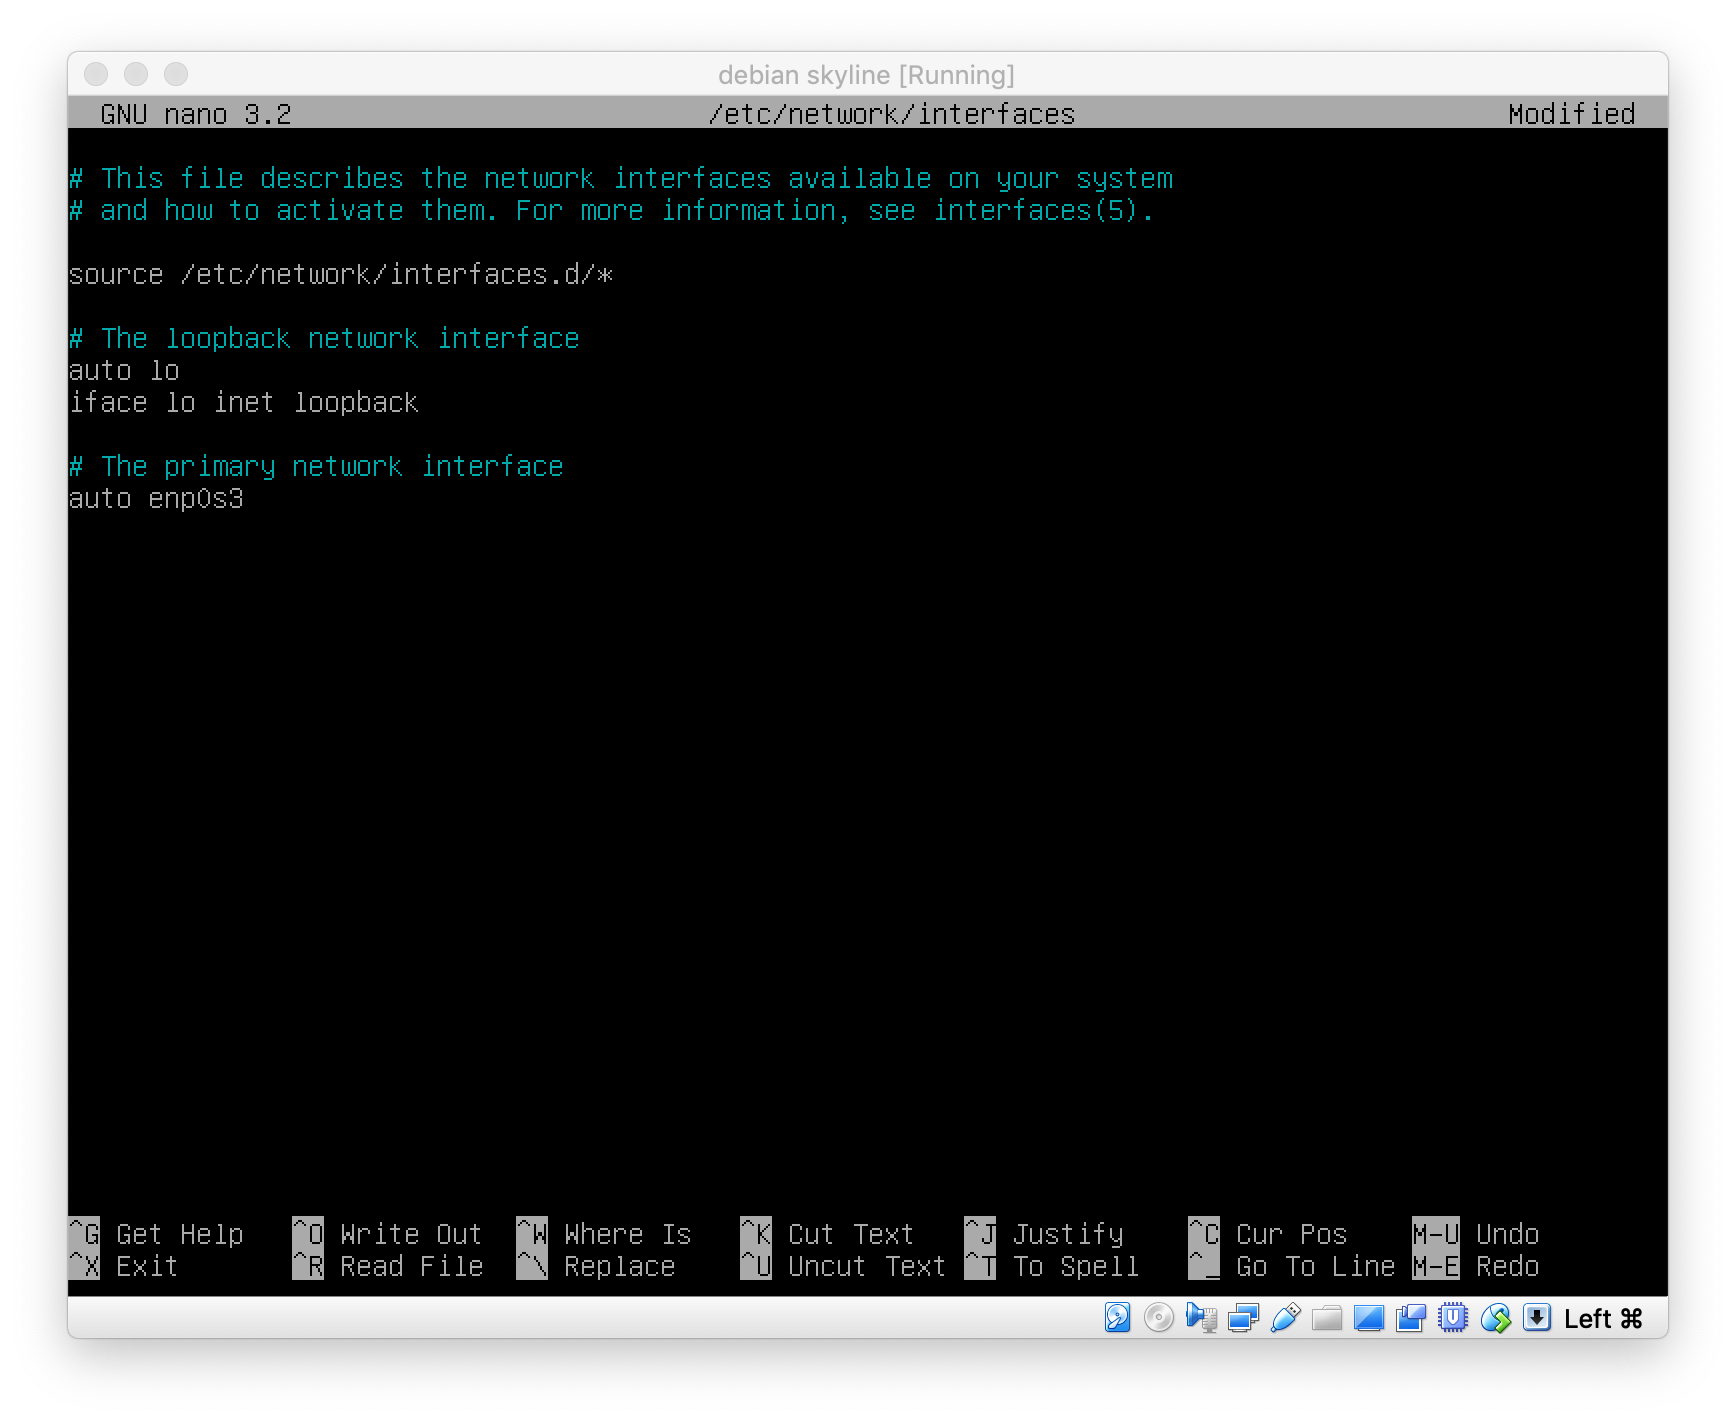 debian skyline [Running]
GNU nano 3.2 /etc/network/interfaces Modified
# This file describes the network interfaces available on your system
# and how to activate them. For more information, see interfaces(5).
source /etc/network/interfaces.d/*
# The loopback network interface
auto lo
iface lo inet loopback
# The primary network interface
auto enp0s3
^G Get Help ^O Write Out ^W Where Is ^K Cut Text ^J Justify ^C Cur Pos M-U Undo
^X Exit ^R Read File ^\ Replace ^U Uncut Text ^T To Spell ^_ Go To Line M-E Redo
Left ⌘